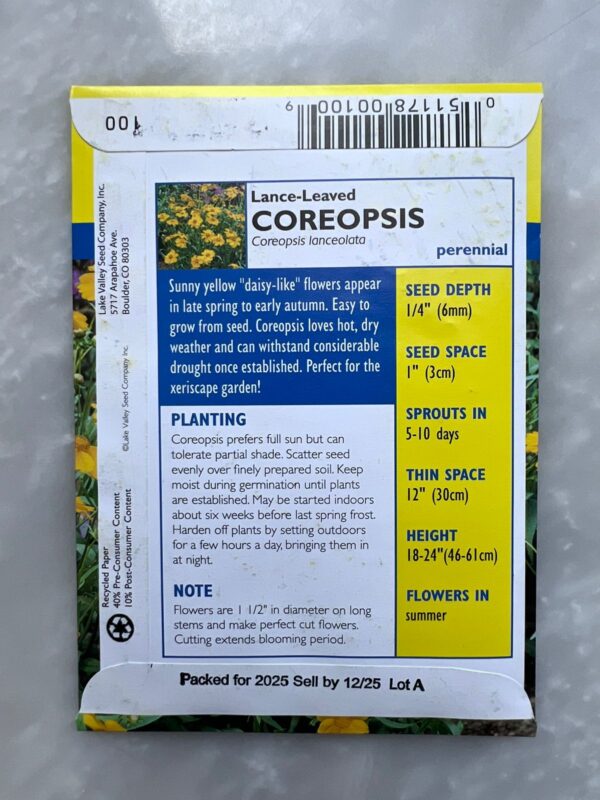 100
0 51178 00100 6
Lake Valley Seed Company, Inc.
5717 Arapahoe Ave.
Boulder, CO 80303
©Lake Valley Seed Company Inc.
Recycled Paper
40% Pre-Consumer Content
10% Post-Consumer Content
Lance-Leaved
COREOPSIS
Coreopsis lanceolata
perennial
Sunny yellow "daisy-like" flowers appear
in late spring to early autumn. Easy to
grow from seed. Coreopsis loves hot, dry
weather and can withstand considerable
drought once established. Perfect for the
xeriscape garden!
PLANTING
Coreopsis prefers full sun but can
tolerate partial shade. Scatter seed
evenly over finely prepared soil. Keep
moist during germination until plants
are established. May be started indoors
about six weeks before last spring frost.
Harden off plants by setting outdoors
for a few hours a day, bringing them in
at night.
NOTE
Flowers are 1 1/2" in diameter on long
stems and make perfect cut flowers.
Cutting extends blooming period.
SEED DEPTH
1/4" (6mm)
SEED SPACE
1" (3cm)
SPROUTS IN
5-10 days
THIN SPACE
12" (30cm)
HEIGHT
18-24"(46-61cm)
FLOWERS IN
summer
Packed for 2025 Sell by 12/25 Lot A